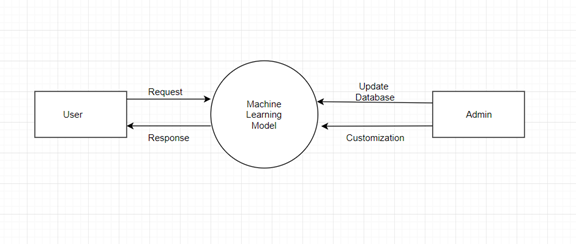 Request
Update
Database
User
Machine
Learning
Model
Admin
Response
Customization